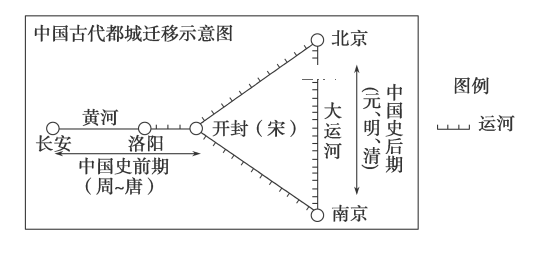 中国古代都城迁移示意图
北京
黄河
长安
洛阳
开封（宋）
大运河
中国史后期
(元、明、清)
中国史前期
（周~唐）
南京
图例
运河